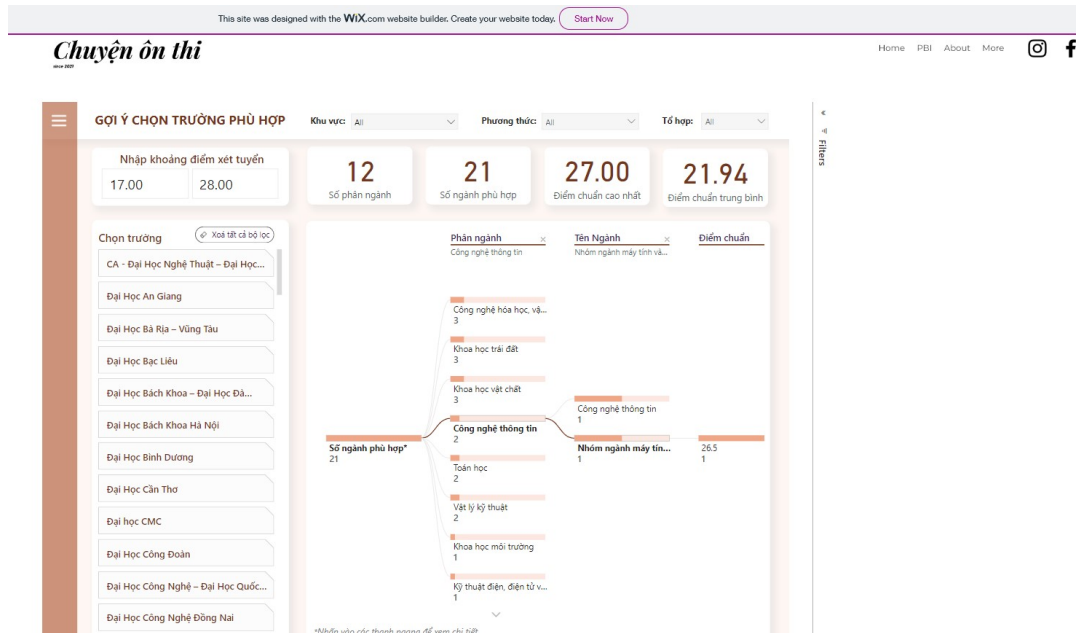 This site was designed with the WiX.com website builder. Create your website today. Start Now
Chuyện ôn thi
since 2021
Home PBI About More
GỢI Ý CHỌN TRƯỜNG PHÙ HỢP
Khu vực: All
Phương thức: All
Tổ hợp: All
Filters
Nhập khoảng điểm xét tuyển
17.00 28.00
12
Số phân ngành
21
Số ngành phù hợp
27.00
Điểm chuẩn cao nhất
21.94
Điểm chuẩn trung bình
Chọn trường
Xoá tất cả bộ lọc
CA - Đại Học Nghệ Thuật – Đại Học...
Đại Học An Giang
Đại Học Bà Rịa – Vũng Tàu
Đại Học Bạc Liêu
Đại Học Bách Khoa – Đại Học Đà...
Đại Học Bách Khoa Hà Nội
Đại Học Bình Dương
Đại Học Cần Thơ
Đại học CMC
Đại Học Công Đoàn
Đại Học Công Nghệ – Đại Học Quốc...
Đại Học Công Nghệ Đồng Nai
Phân ngành
Công nghệ thông tin
Tên Ngành
Nhóm ngành máy tính và...
Điểm chuẩn
Số ngành phù hợp*
21
Công nghệ hóa học, vậ...
3
Khoa học trái đất
3
Khoa học vật chất
3
Công nghệ thông tin
2
Toán học
2
Vật lý kỹ thuật
2
Khoa học môi trường
1
Kỹ thuật điện, điện tử v...
1
Công nghệ thông tin
1
Nhóm ngành máy tín...
1
26.5
1
*Nhấn vào các thanh ngang để xem chi tiết